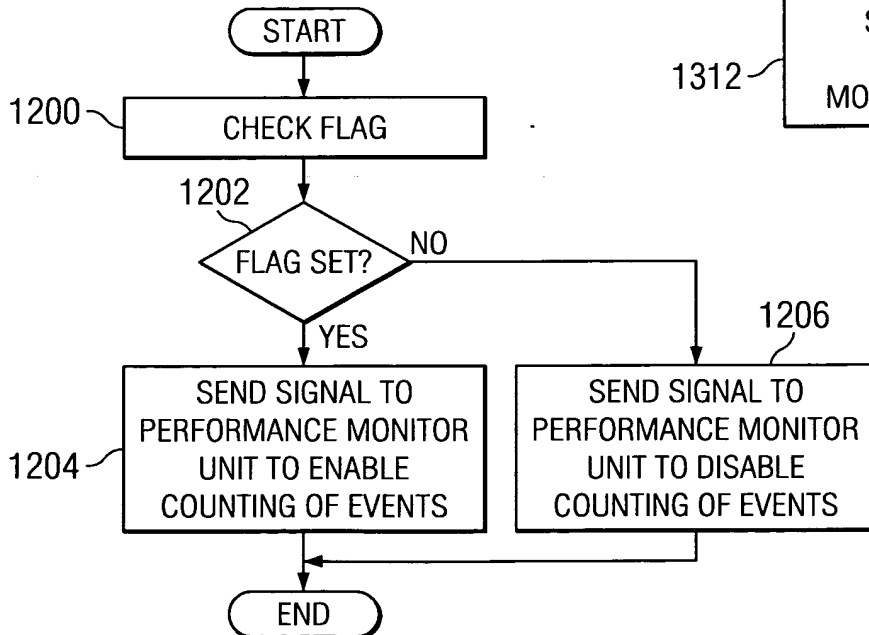 START
1200
CHECK FLAG
1202
FLAG SET?
NO
YES
1204
SEND SIGNAL TO
PERFORMANCE MONITOR
UNIT TO ENABLE
COUNTING OF EVENTS
1206
SEND SIGNAL TO
PERFORMANCE MONITOR
UNIT TO DISABLE
COUNTING OF EVENTS
END
1312